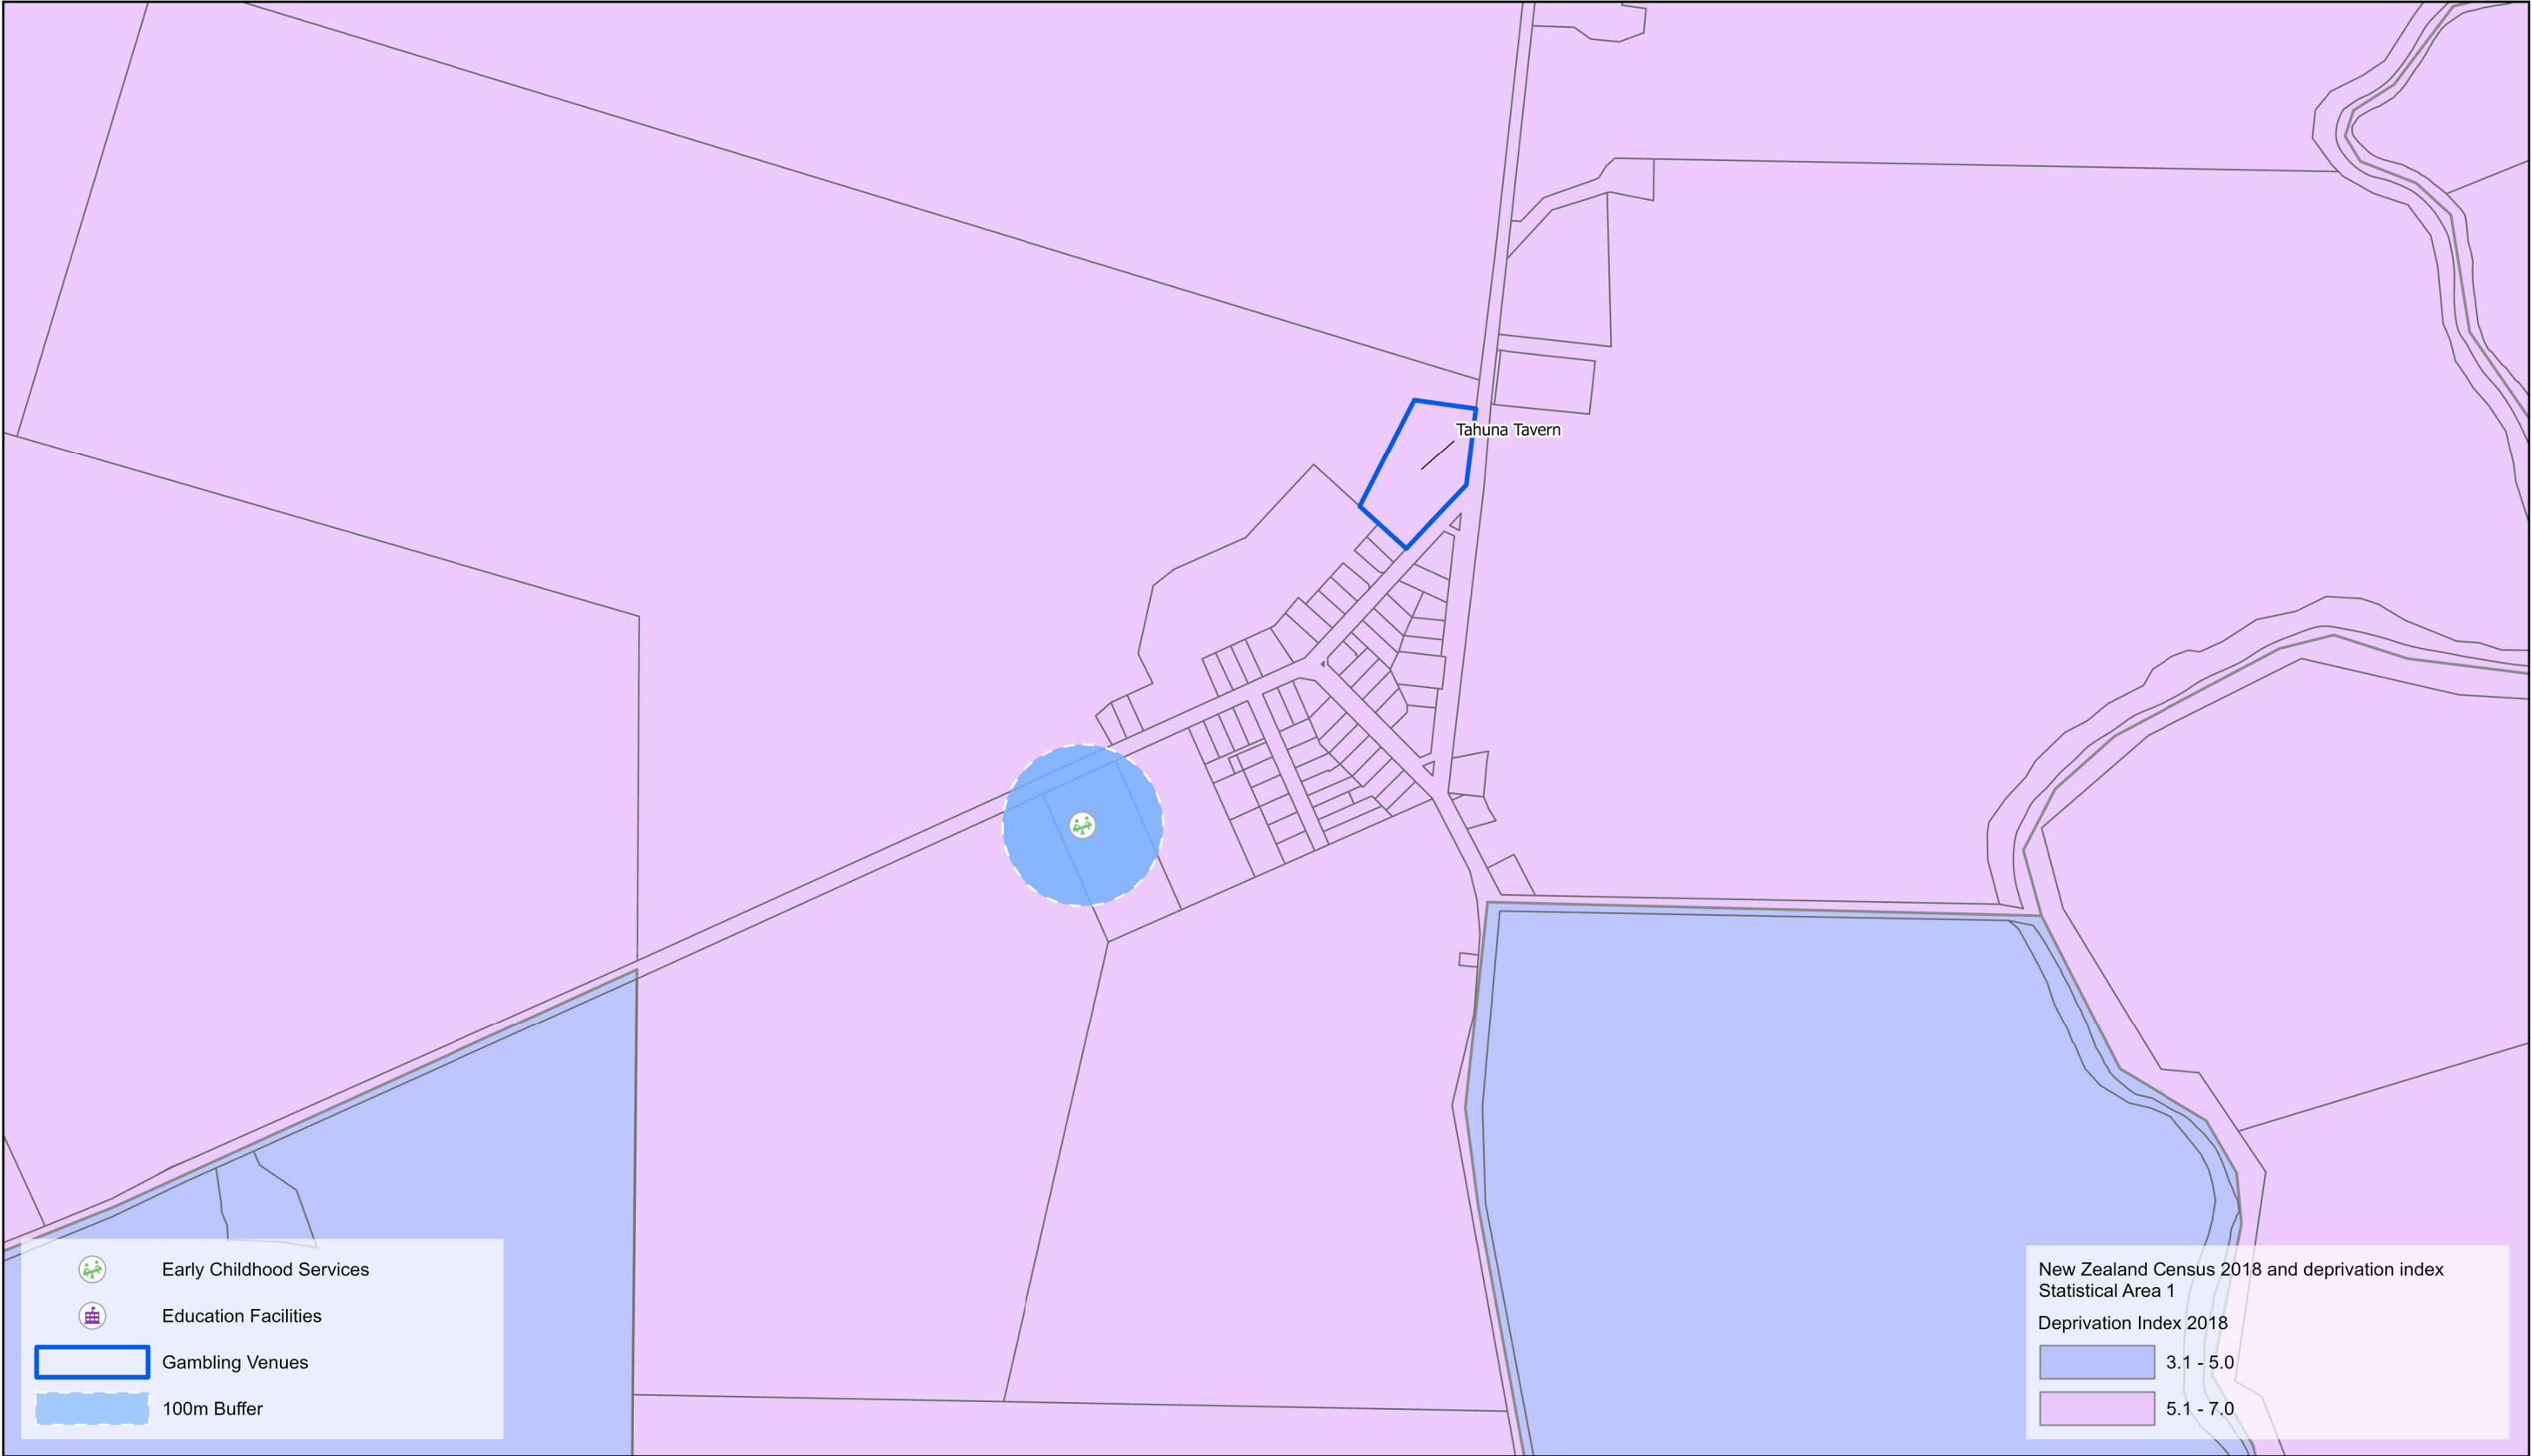 Tahuna Tavern
Early Childhood Services
Education Facilities
Gambling Venues
100m Buffer
New Zealand Census 2018 and deprivation index
Statistical Area 1
Deprivation Index 2018
3.1 - 5.0
5.1 - 7.0